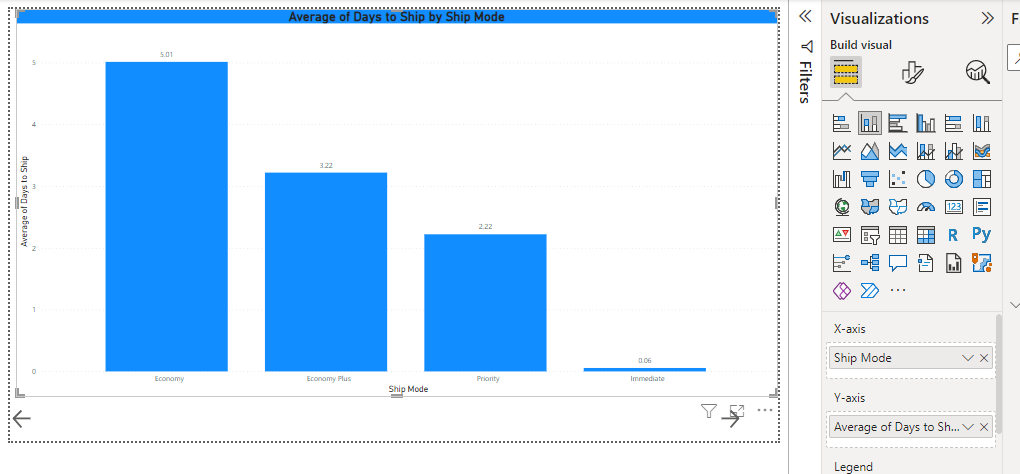 Average of Days to Ship by Ship Mode
Average of Days to Ship
5
4
3
2
1
0
5.01
3.22
2.22
0.06
Economy
Economy Plus
Priority
Immediate
Ship Mode
Filters
Visualizations
F
Build visual
123
R
Py
X-axis
Ship Mode
Y-axis
Average of Days to Sh...
Legend